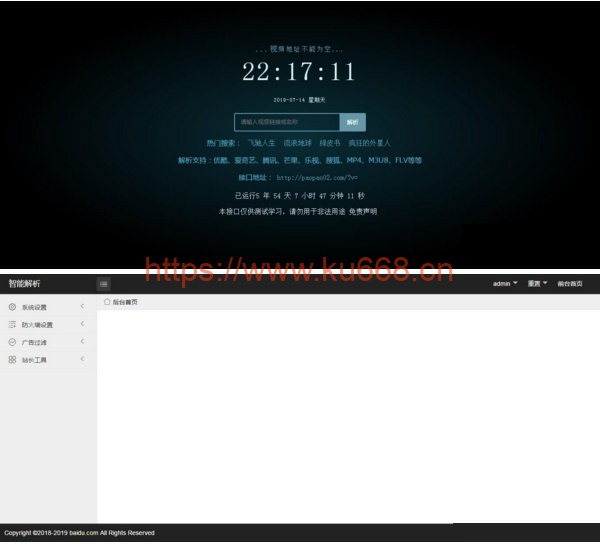 ...视频地址不能为空...
22:17:11
2019-07-14 星期天
请输入视频链接或名称 解析
热门搜索： 飞驰人生 流浪地球 绿皮书 疯狂的外星人
解析支持：优酷、爱奇艺、腾讯、芒果、乐视、搜狐、MP4、M3U8、FLV等等
接口地址： http://paopao02.com/?v=
已运行5 年 54 天 7 小时 47 分钟 11 秒
本接口仅供测试学习，请勿用于非法用途 免责声明
https://www.ku668.cn
智能解析 admin 重置 前台首页
后台首页
系统设置
防火墙设置
广告过滤
站长工具
Copyright ©2018-2019 baidu.com All Rights Reserved